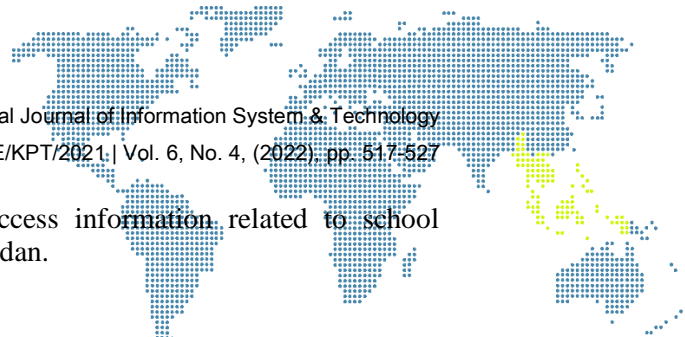 al Journal of Information System & Technology
E/KPT/2021 | Vol. 6, No. 4, (2022), pp. 517-527
ccess information related to school
dan.